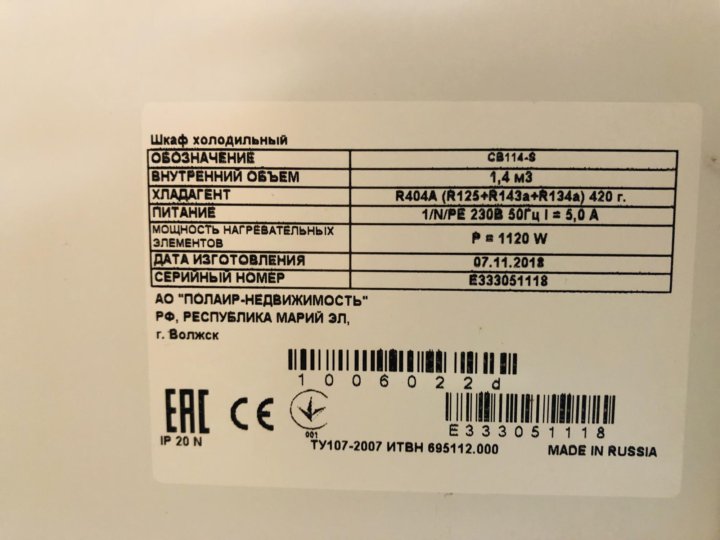 Шкаф холодильный
ОБОЗНАЧЕНИЕ CB114-S
ВНУТРЕННИЙ ОБЪЕМ 1,4 м3
ХЛАДАГЕНТ R404A (R125+R143a+R134a) 420 г.
ПИТАНИЕ 1/N/PE 230В 50Гц I = 5,0 А
МОЩНОСТЬ НАГРЕВАТЕЛЬНЫХ
ЭЛЕМЕНТОВ P = 1120 W
ДАТА ИЗГОТОВЛЕНИЯ 07.11.2018
СЕРИЙНЫЙ НОМЕР E333051118
АО "ПОЛАИР-НЕДВИЖИМОСТЬ"
РФ, РЕСПУБЛИКА МАРИЙ ЭЛ,
г. Волжск
1006022d
EAC CE 001
E333051118
IP 20 N
ТУ107-2007 ИТВН 695112.000 MADE IN RUSSIA